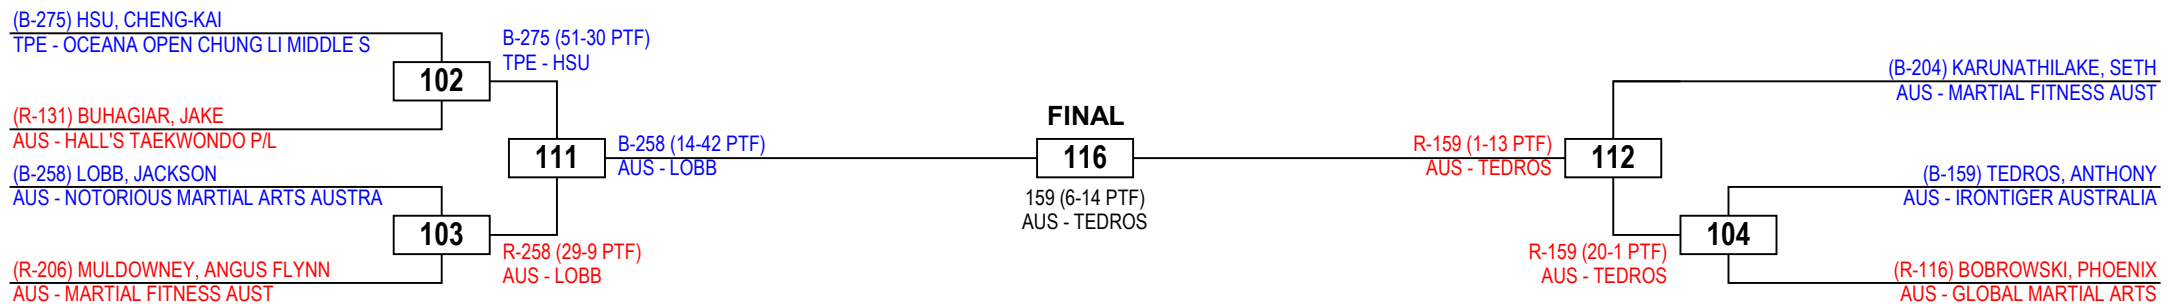 (B-275) HSU, CHENG-KAI
TPE - OCEANA OPEN CHUNG LI MIDDLE S
102
(R-131) BUHAGIAR, JAKE
AUS - HALL'S TAEKWONDO P/L
B-275 (51-30 PTF)
TPE - HSU
111
(B-258) LOBB, JACKSON
AUS - NOTORIOUS MARTIAL ARTS AUSTRA
103
(R-206) MULDOWNEY, ANGUS FLYNN
AUS - MARTIAL FITNESS AUST
R-258 (29-9 PTF)
AUS - LOBB
B-258 (14-42 PTF)
AUS - LOBB
FINAL
116
159 (6-14 PTF)
AUS - TEDROS
R-159 (1-13 PTF)
AUS - TEDROS
112
(B-204) KARUNATHILAKE, SETH
AUS - MARTIAL FITNESS AUST
(B-159) TEDROS, ANTHONY
AUS - IRONTIGER AUSTRALIA
104
R-159 (20-1 PTF)
AUS - TEDROS
(R-116) BOBROWSKI, PHOENIX
AUS - GLOBAL MARTIAL ARTS